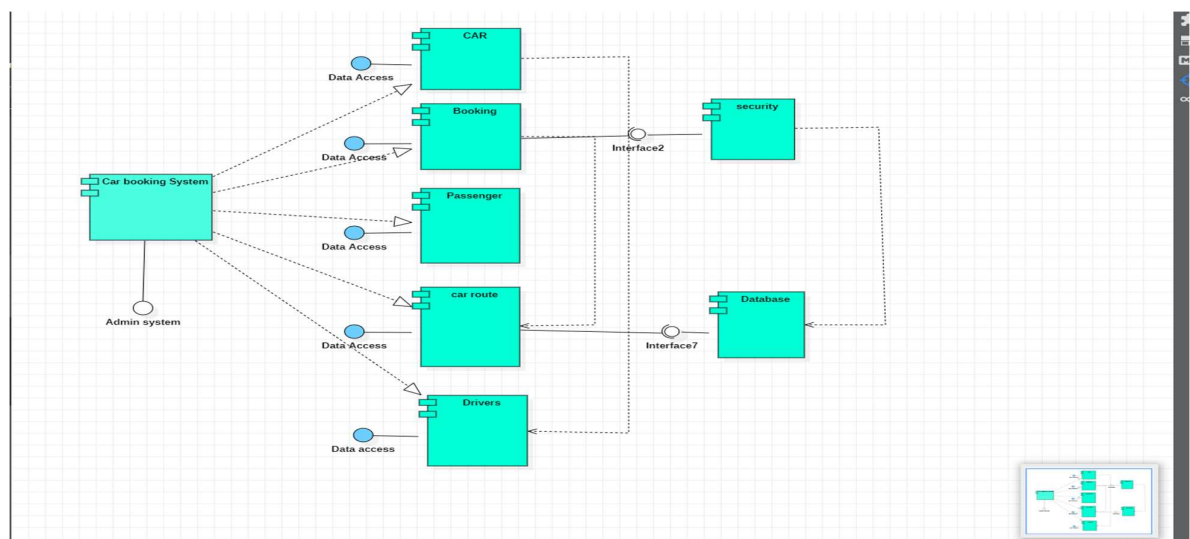 CAR
Data Access
Booking
security
Data Access
Interface2
Car booking System
Passenger
Data Access
car route
Database
Admin system
Data Access
Interface7
Drivers
Data access